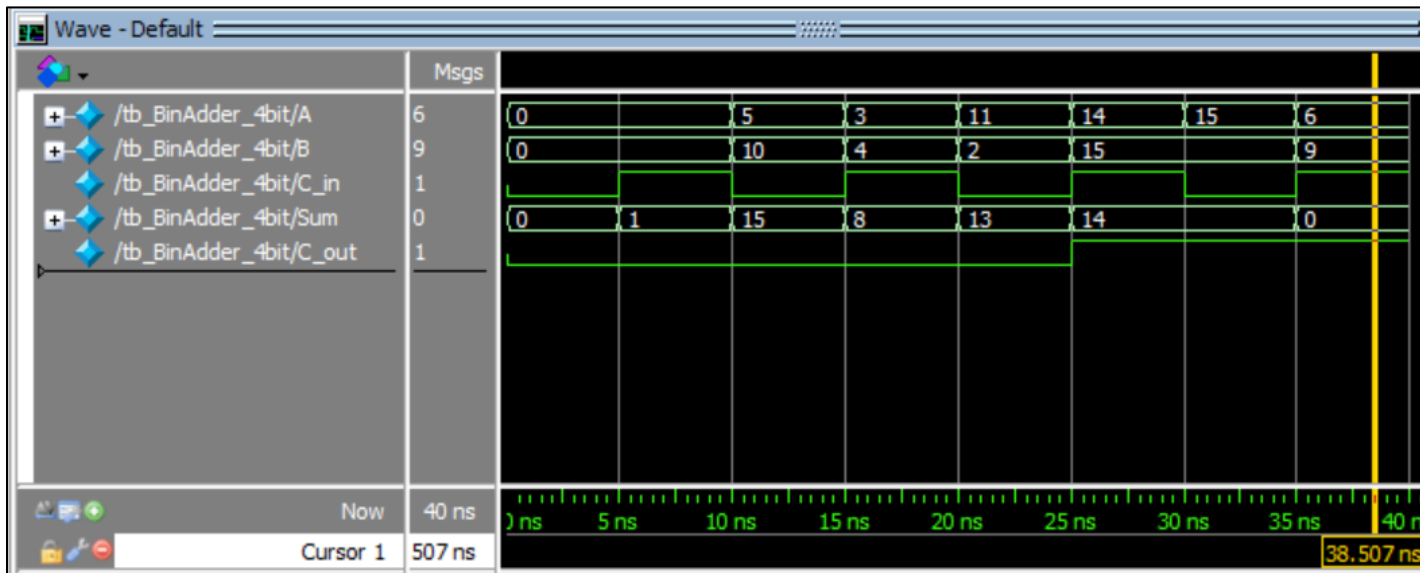 Wave - Default
Msgs
/tb_BinAdder_4bit/A 6 0 5 3 11 14 15 6
/tb_BinAdder_4bit/B 9 0 10 4 2 15 9
/tb_BinAdder_4bit/C_in 1
/tb_BinAdder_4bit/Sum 0 0 1 15 8 13 14 0
/tb_BinAdder_4bit/C_out 1
Now 40 ns ns 5 ns 10 ns 15 ns 20 ns 25 ns 30 ns 35 ns 40 n
Cursor 1 507 ns 38.507 ns